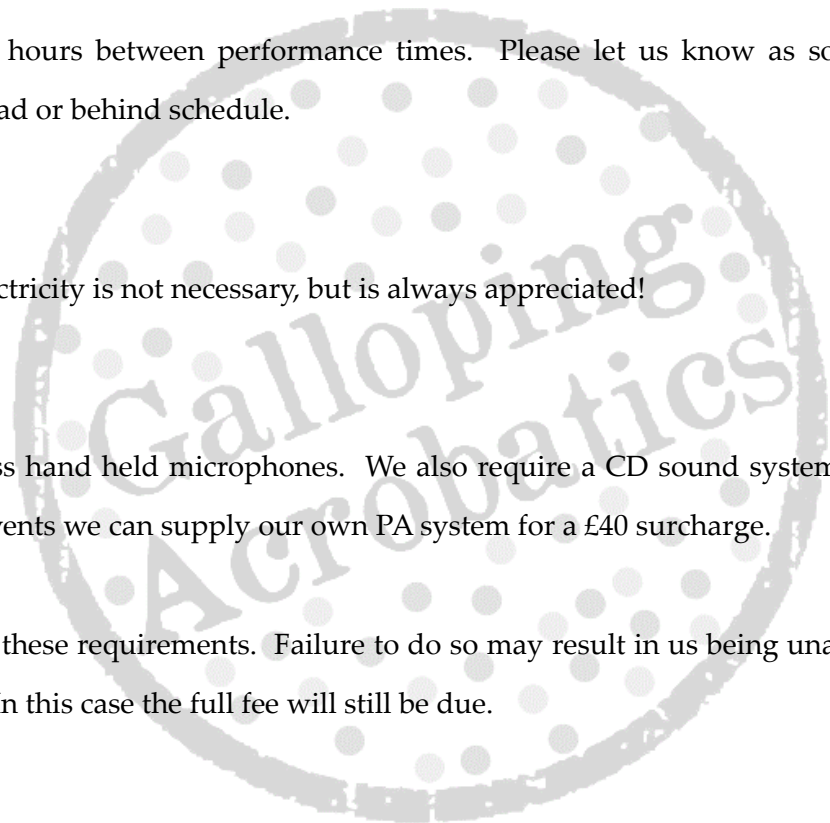 hours between performance times. Please let us know as so
ad or behind schedule.
ctricity is not necessary, but is always appreciated!
Galloping
Acrobatics
ss hand held microphones. We also require a CD sound system
vents we can supply our own PA system for a £40 surcharge.
these requirements. Failure to do so may result in us being una
n this case the full fee will still be due.